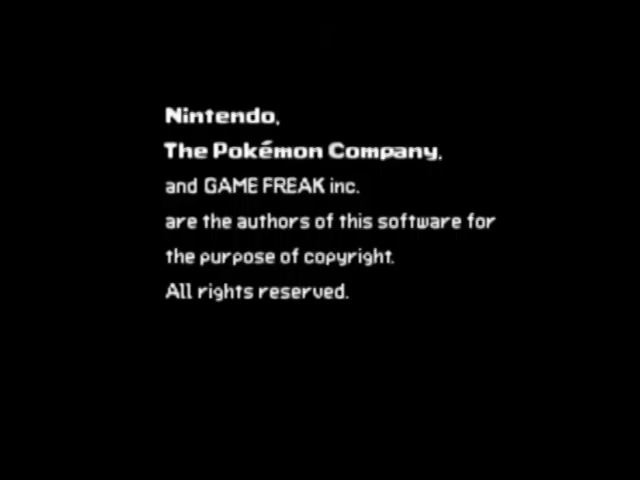 Nintendo,
The Pokémon Company,
and GAME FREAK inc.
are the authors of this software for
the purpose of copyright.
All rights reserved.